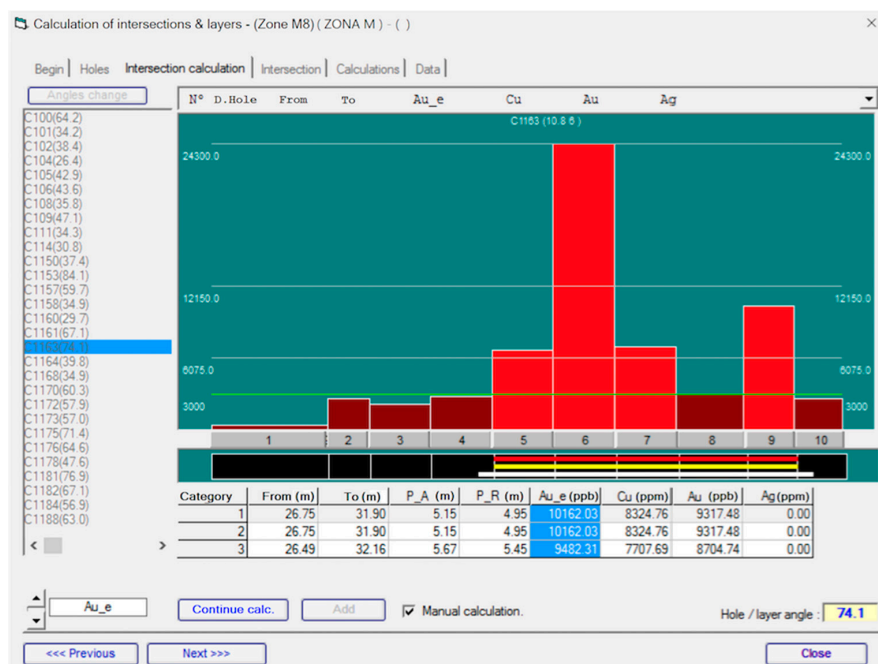 Calculation of intersections & layers - (Zone M8) ( ZONA M ) - ( )
Begin Holes Intersection calculation Intersection Calculations Data
Angles change
Nº D.Hole From To Au_e Cu Au Ag
C100(64.2)
C101(34.2)
C102(38.4)
C104(26.4)
C105(42.9)
C106(43.6)
C108(35.8)
C109(47.1)
C111(34.3)
C114(30.8)
C1150(37.4)
C1153(84.1)
C1157(59.7)
C1158(34.9)
C1160(29.7)
C1161(67.1)
C1163(74.1)
C1164(39.8)
C1168(34.9)
C1170(60.3)
C1172(57.9)
C1173(57.0)
C1175(71.4)
C1176(64.6)
C1178(47.6)
C1181(76.9)
C1182(67.1)
C1184(56.9)
C1188(63.0)
C1163 (10.8 6 )
24300.0 24300.0
12150.0 12150.0
6075.0 6075.0
3000 3000
1 2 3 4 5 6 7 8 9 10
Category From (m) To (m) P_A (m) P_R (m) Au_e (ppb) Cu (ppm) Au (ppb) Ag(ppm)
1 26.75 31.90 5.15 4.95 10162.03 8324.76 9317.48 0.00
2 26.75 31.90 5.15 4.95 10162.03 8324.76 9317.48 0.00
3 26.49 32.16 5.67 5.45 9482.31 7707.69 8704.74 0.00
Au_e Continue calc. Add Manual calculation. Hole / layer angle : 74.1
<<< Previous Next >>> Close